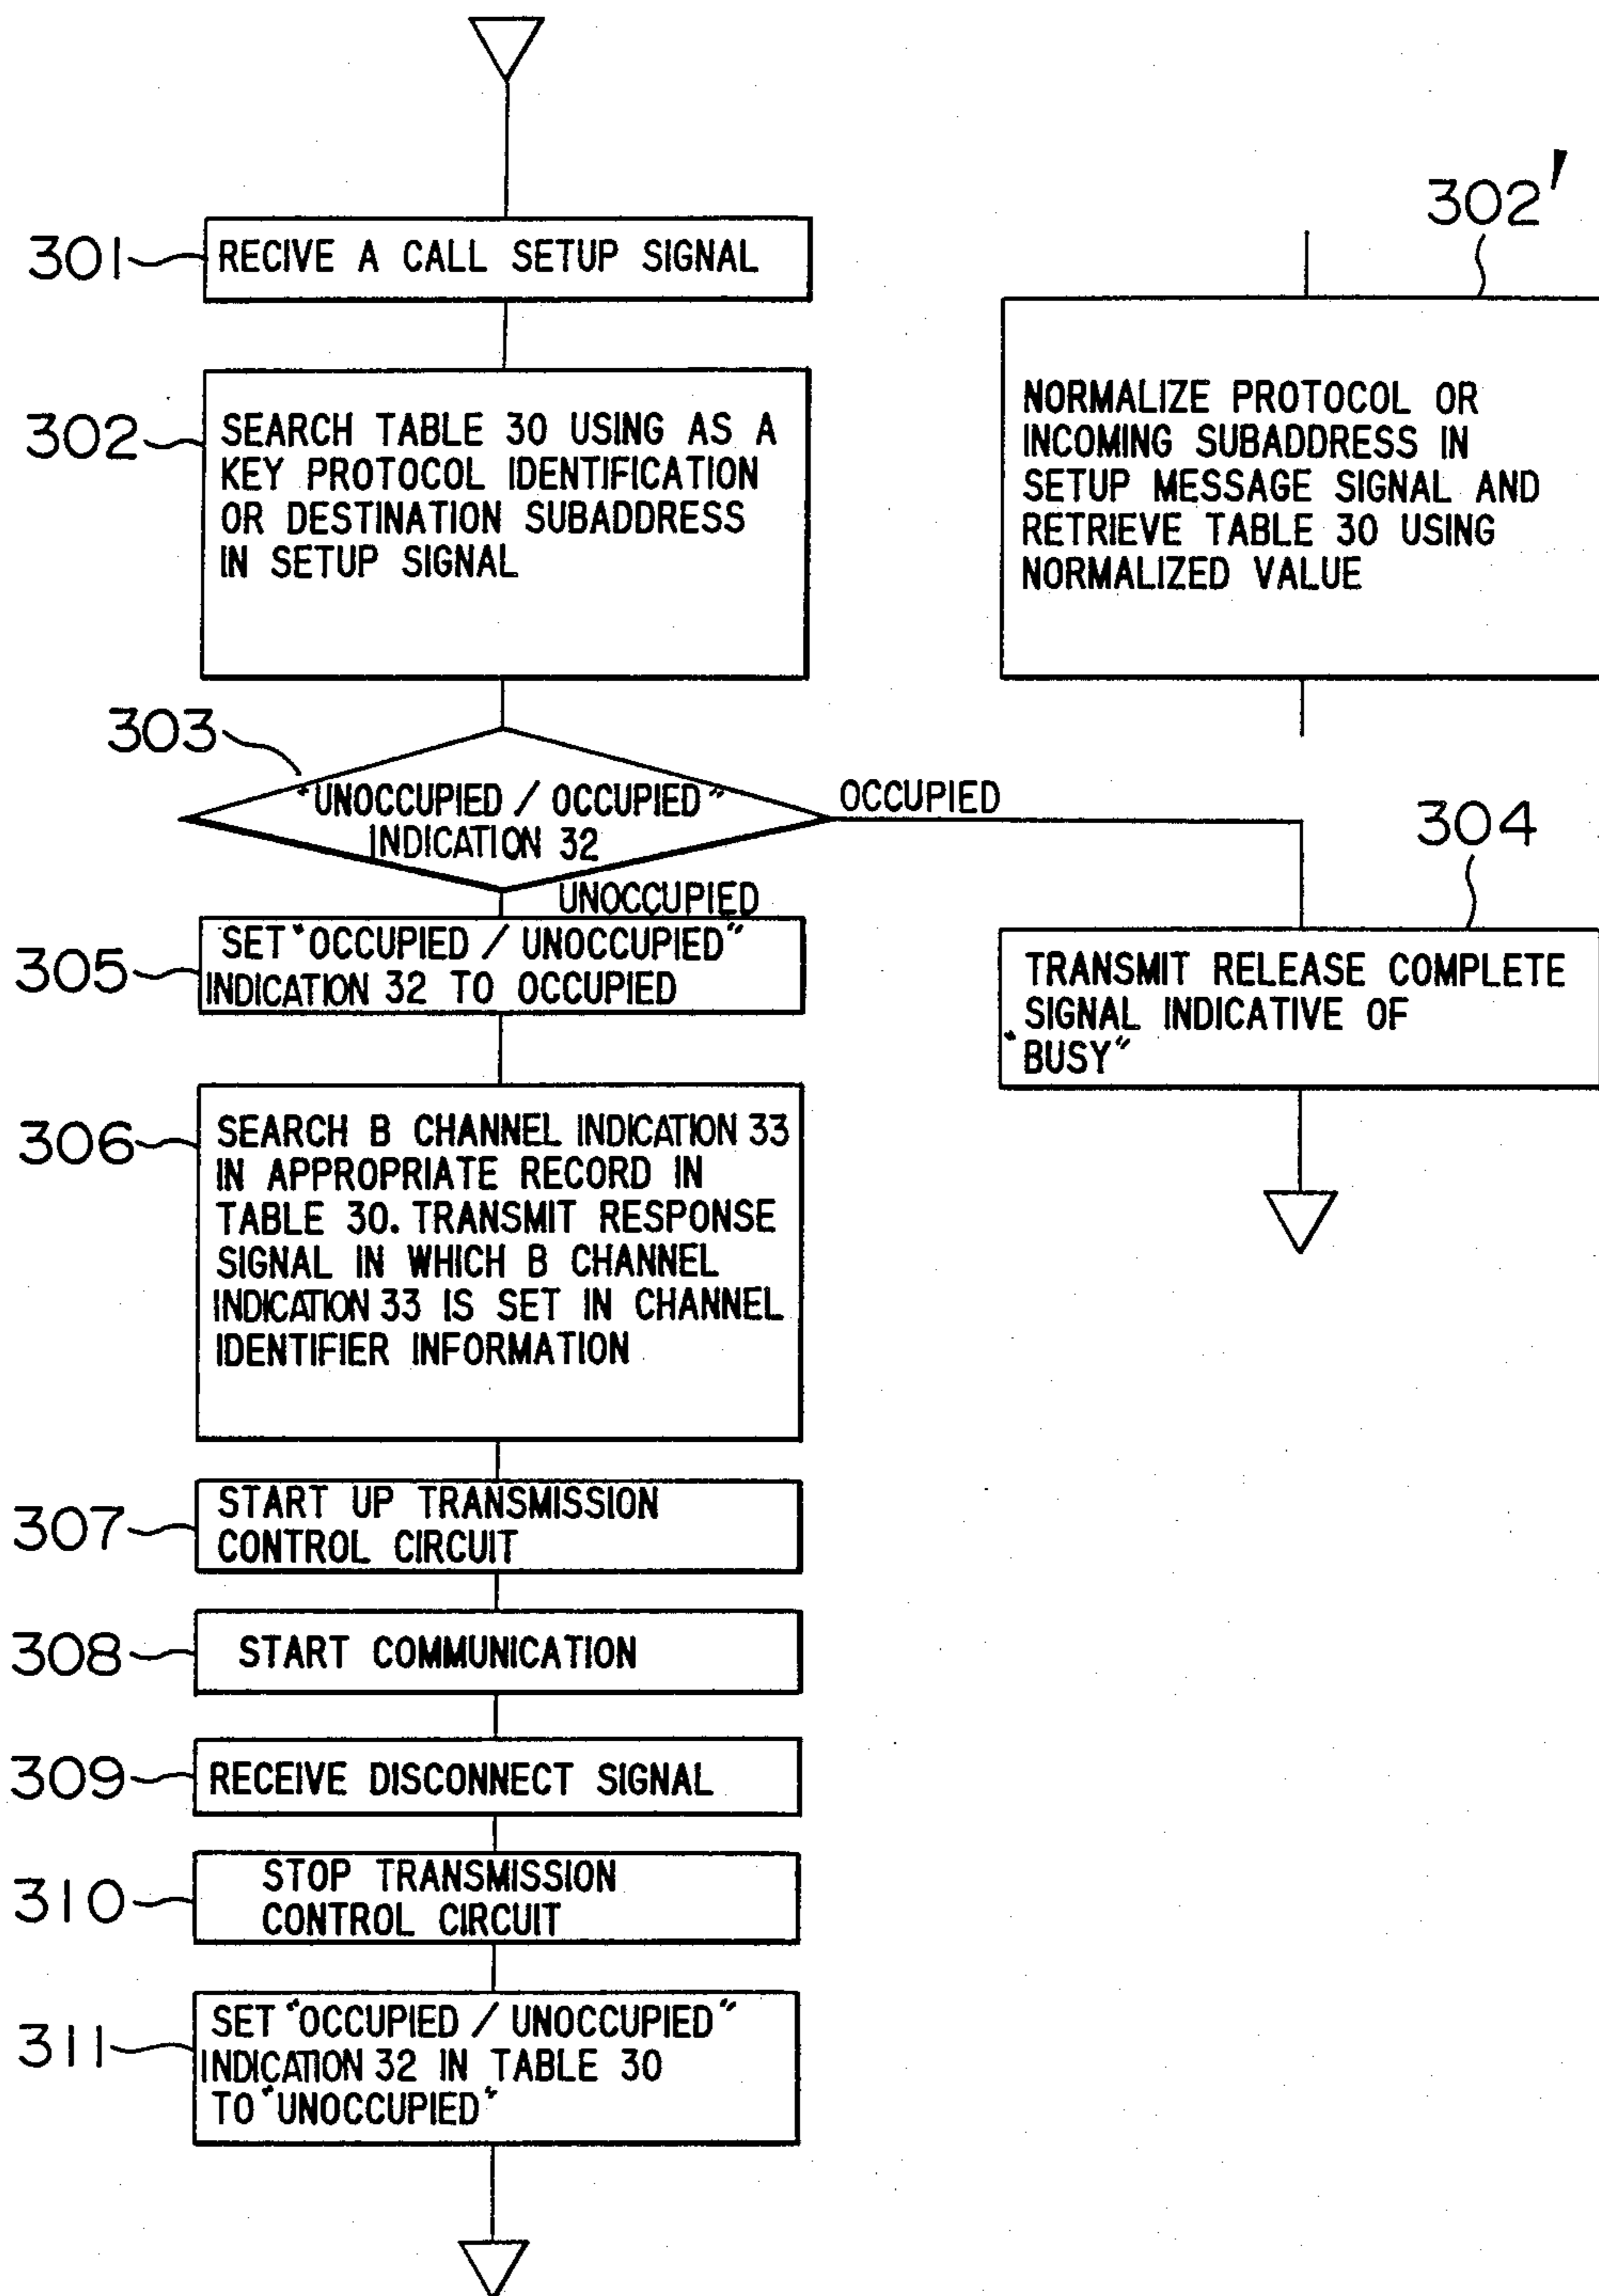 301
RECIVE A CALL SETUP SIGNAL
302
SEARCH TABLE 30 USING AS A
KEY PROTOCOL IDENTIFICATION
OR DESTINATION SUBADDRESS
IN SETUP SIGNAL
302'
NORMALIZE PROTOCOL OR
INCOMING SUBADDRESS IN
SETUP MESSAGE SIGNAL AND
RETRIEVE TABLE 30 USING
NORMALIZED VALUE
303
"UNOCCUPIED / OCCUPIED"
INDICATION 32
OCCUPIED
UNOCCUPIED
304
TRANSMIT RELEASE COMPLETE
SIGNAL INDICATIVE OF
"BUSY"
305
SET "OCCUPIED / UNOCCUPIED"
INDICATION 32 TO OCCUPIED
306
SEARCH B CHANNEL INDICATION 33
IN APPROPRIATE RECORD IN
TABLE 30. TRANSMIT RESPONSE
SIGNAL IN WHICH B CHANNEL
INDICATION 33 IS SET IN CHANNEL
IDENTIFIER INFORMATION
307
START UP TRANSMISSION
CONTROL CIRCUIT
308
START COMMUNICATION
309
RECEIVE DISCONNECT SIGNAL
310
STOP TRANSMISSION
CONTROL CIRCUIT
311
SET "OCCUPIED / UNOCCUPIED"
INDICATION 32 IN TABLE 30
TO "UNOCCUPIED"